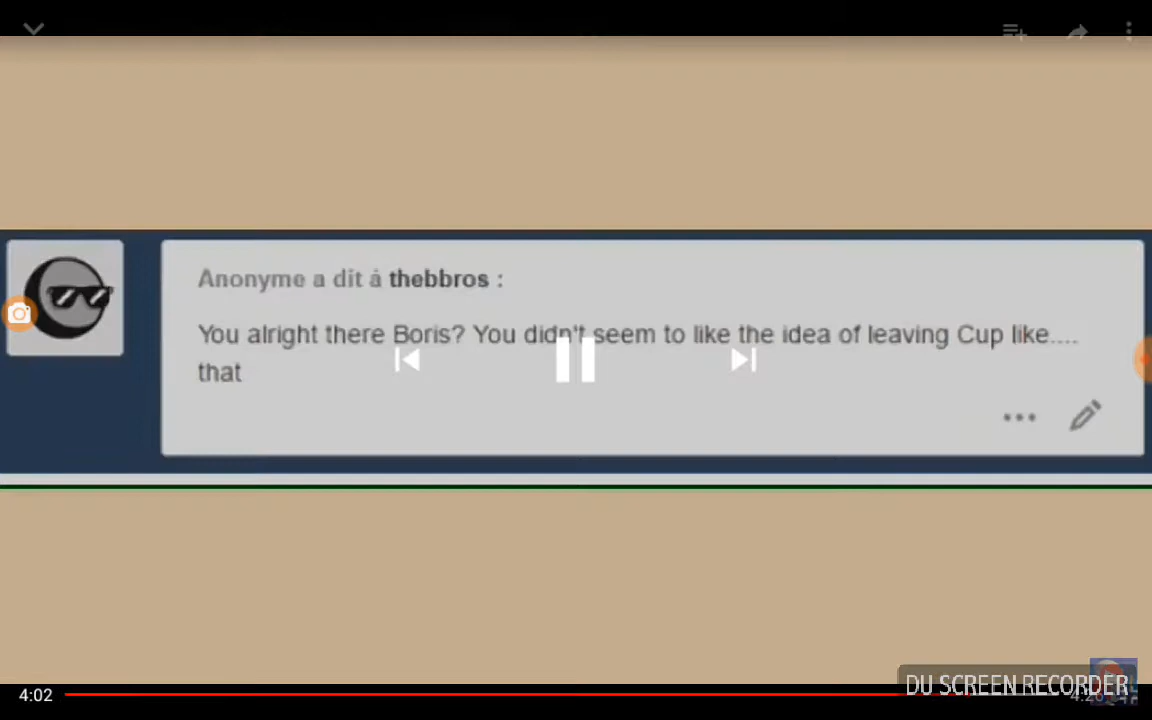 Anonyme a dit à thebbros :
You alright there Boris? You didn't seem to like the idea of leaving Cup like....
that
DU SCREEN RECORDER
4:02